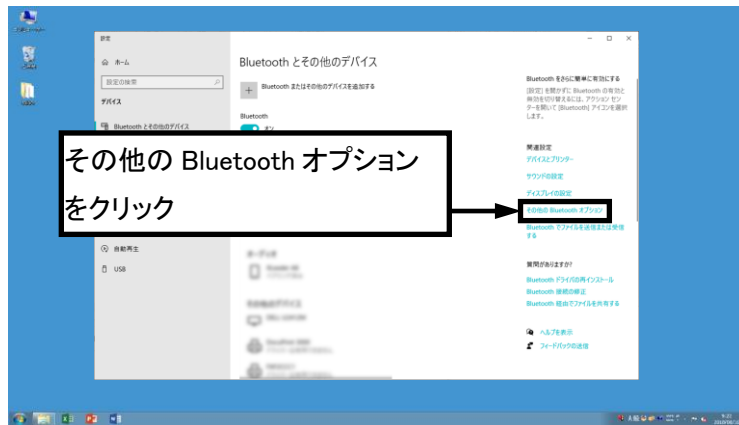 設定
ホーム
設定の検索
デバイス
Bluetooth とその他のデバイス
自動再生
USB
Bluetooth とその他のデバイス
Bluetooth またはその他のデバイスを追加する
Bluetooth
オン
その他の Bluetooth オプション
をクリック
オーディオ
Bluetooth をさらに簡単に有効にする
[設定] を開かずに Bluetooth の有効と
無効を切り替えるには、アクション セン
ターを開いて [Bluetooth] アイコンを選択
します。
関連設定
デバイスとプリンター
サウンドの設定
ディスプレイの設定
その他の Bluetooth オプション
Bluetooth でファイルを送信または受信
する
質問がありますか?
Bluetooth ドライバの再インストール
Bluetooth 接続の修正
Bluetooth 経由でファイルを共有する
ヘルプを表示
フィードバックの送信
9:20